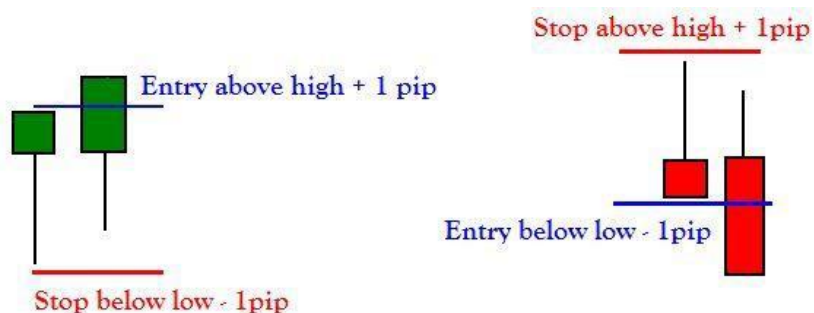 Stop above high + 1pip
Entry above high + 1 pip
Entry below low - 1pip
Stop below low - 1pip